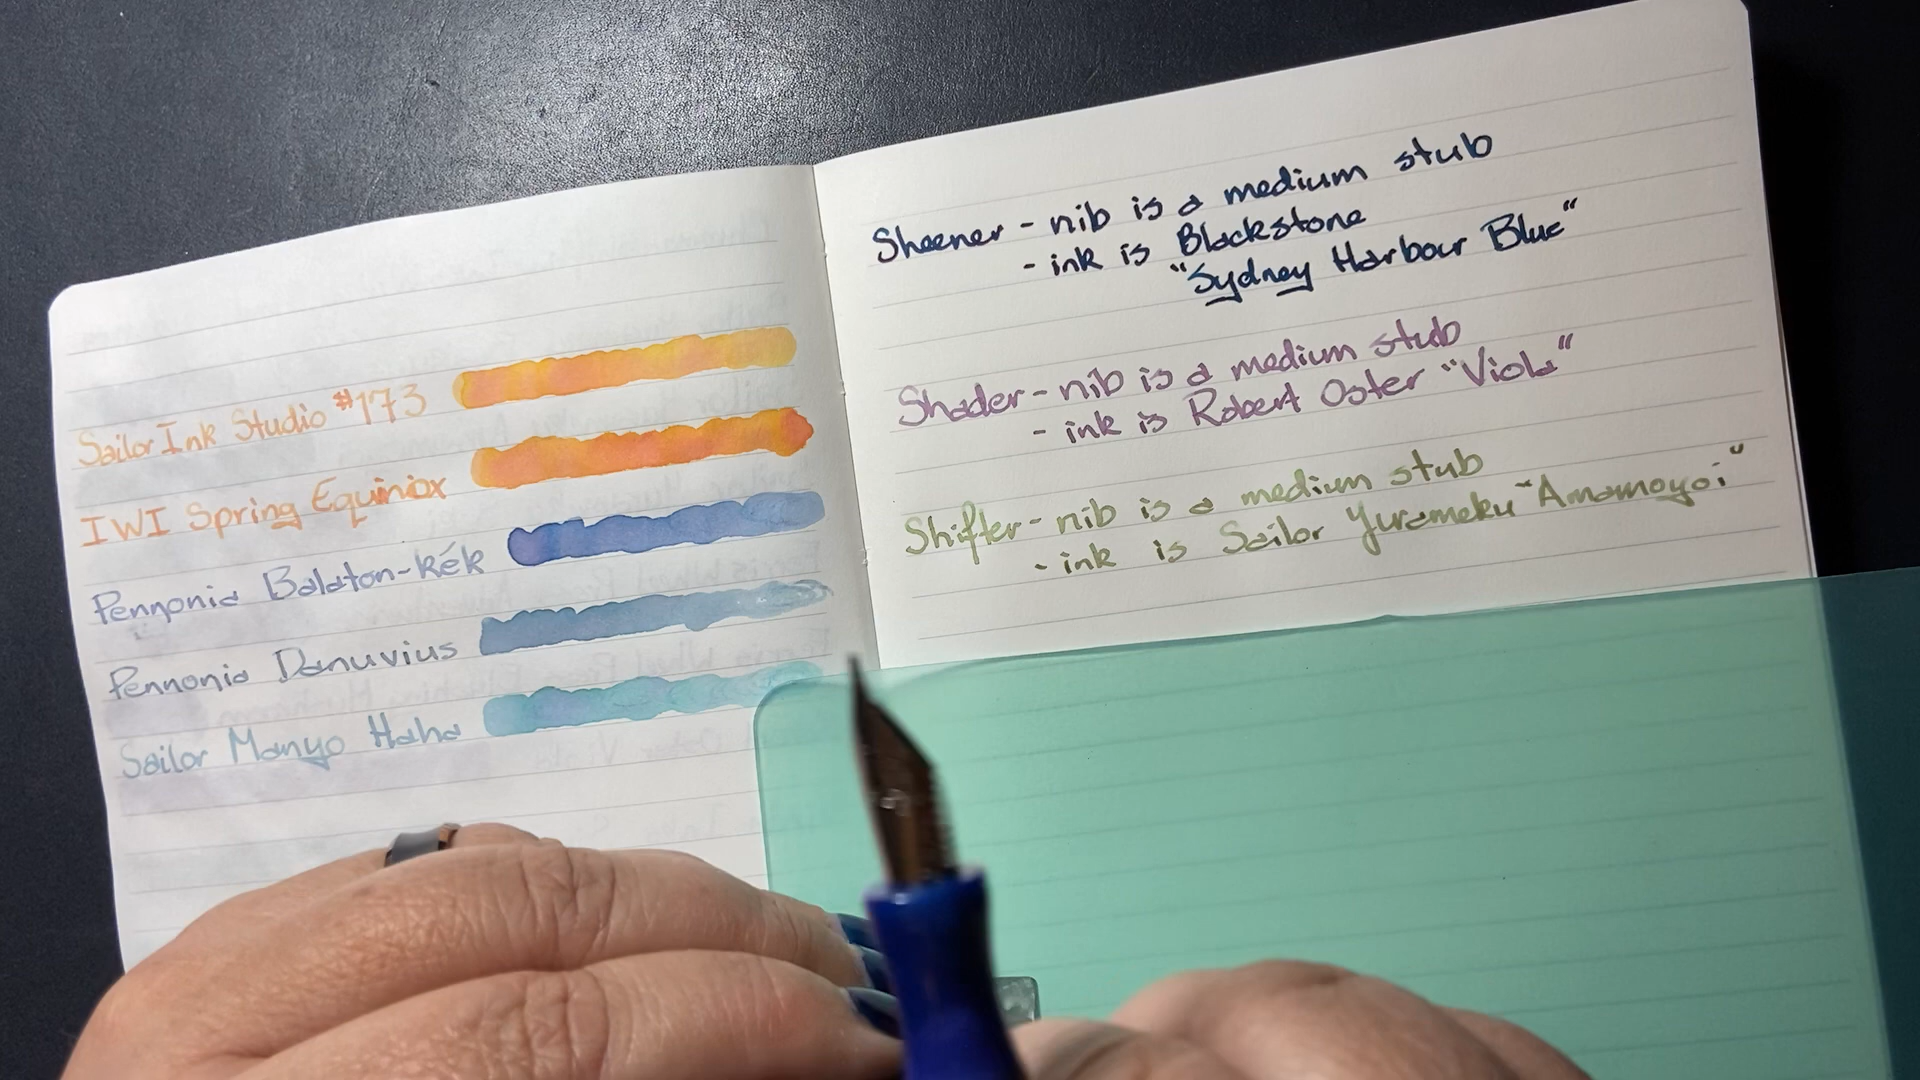 Sailor Ink Studio #173
IWI Spring Equinox
Pennonia Balaton-kék
Pennonia Danuvius
Sailor Manyo Haha
Sheener - nib is a medium stub
- ink is Blackstone
"Sydney Harbour Blue"
Shader - nib is a medium stub
- ink is Robert Oster "Viola"
Shifter - nib is a medium stub
- ink is Sailor Yurameku "Amamoyoi"